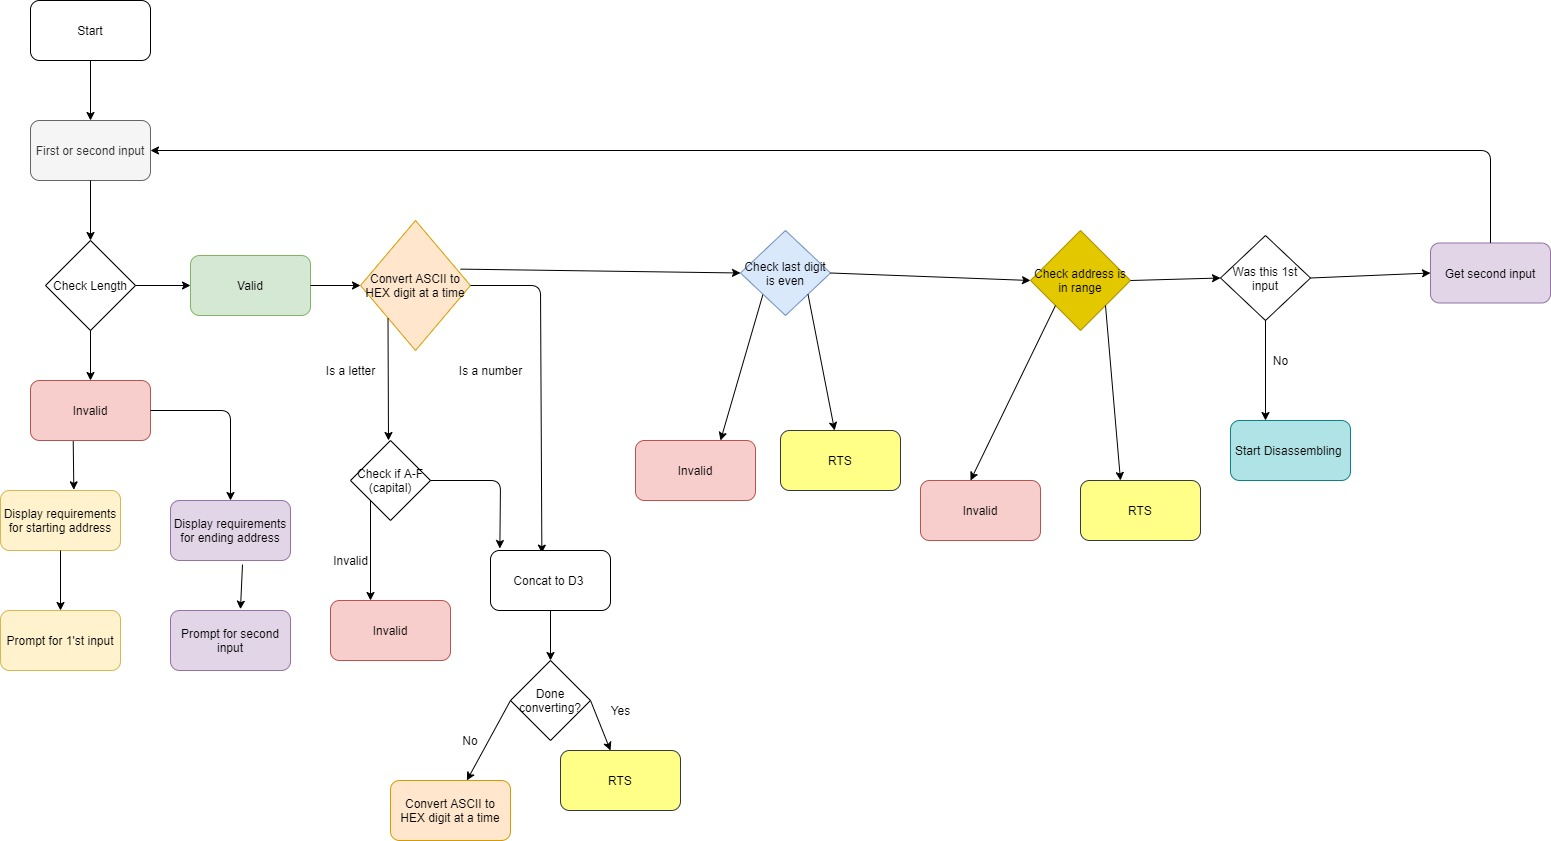 Start
First or second input
Check Length
Valid
Convert ASCII to
HEX digit at a time
Check last digit
is even
Check address is
in range
Was this 1st
input
Get second input
Is a letter
Is a number
No
Invalid
Start Disassembling
Invalid
RTS
Check if A-F
(capital)
Invalid
RTS
Display requirements
for starting address
Display requirements
for ending address
Invalid
Concat to D3
Prompt for 1'st input
Prompt for second
input
Invalid
Done
converting?
Yes
No
RTS
Convert ASCII to
HEX digit at a time